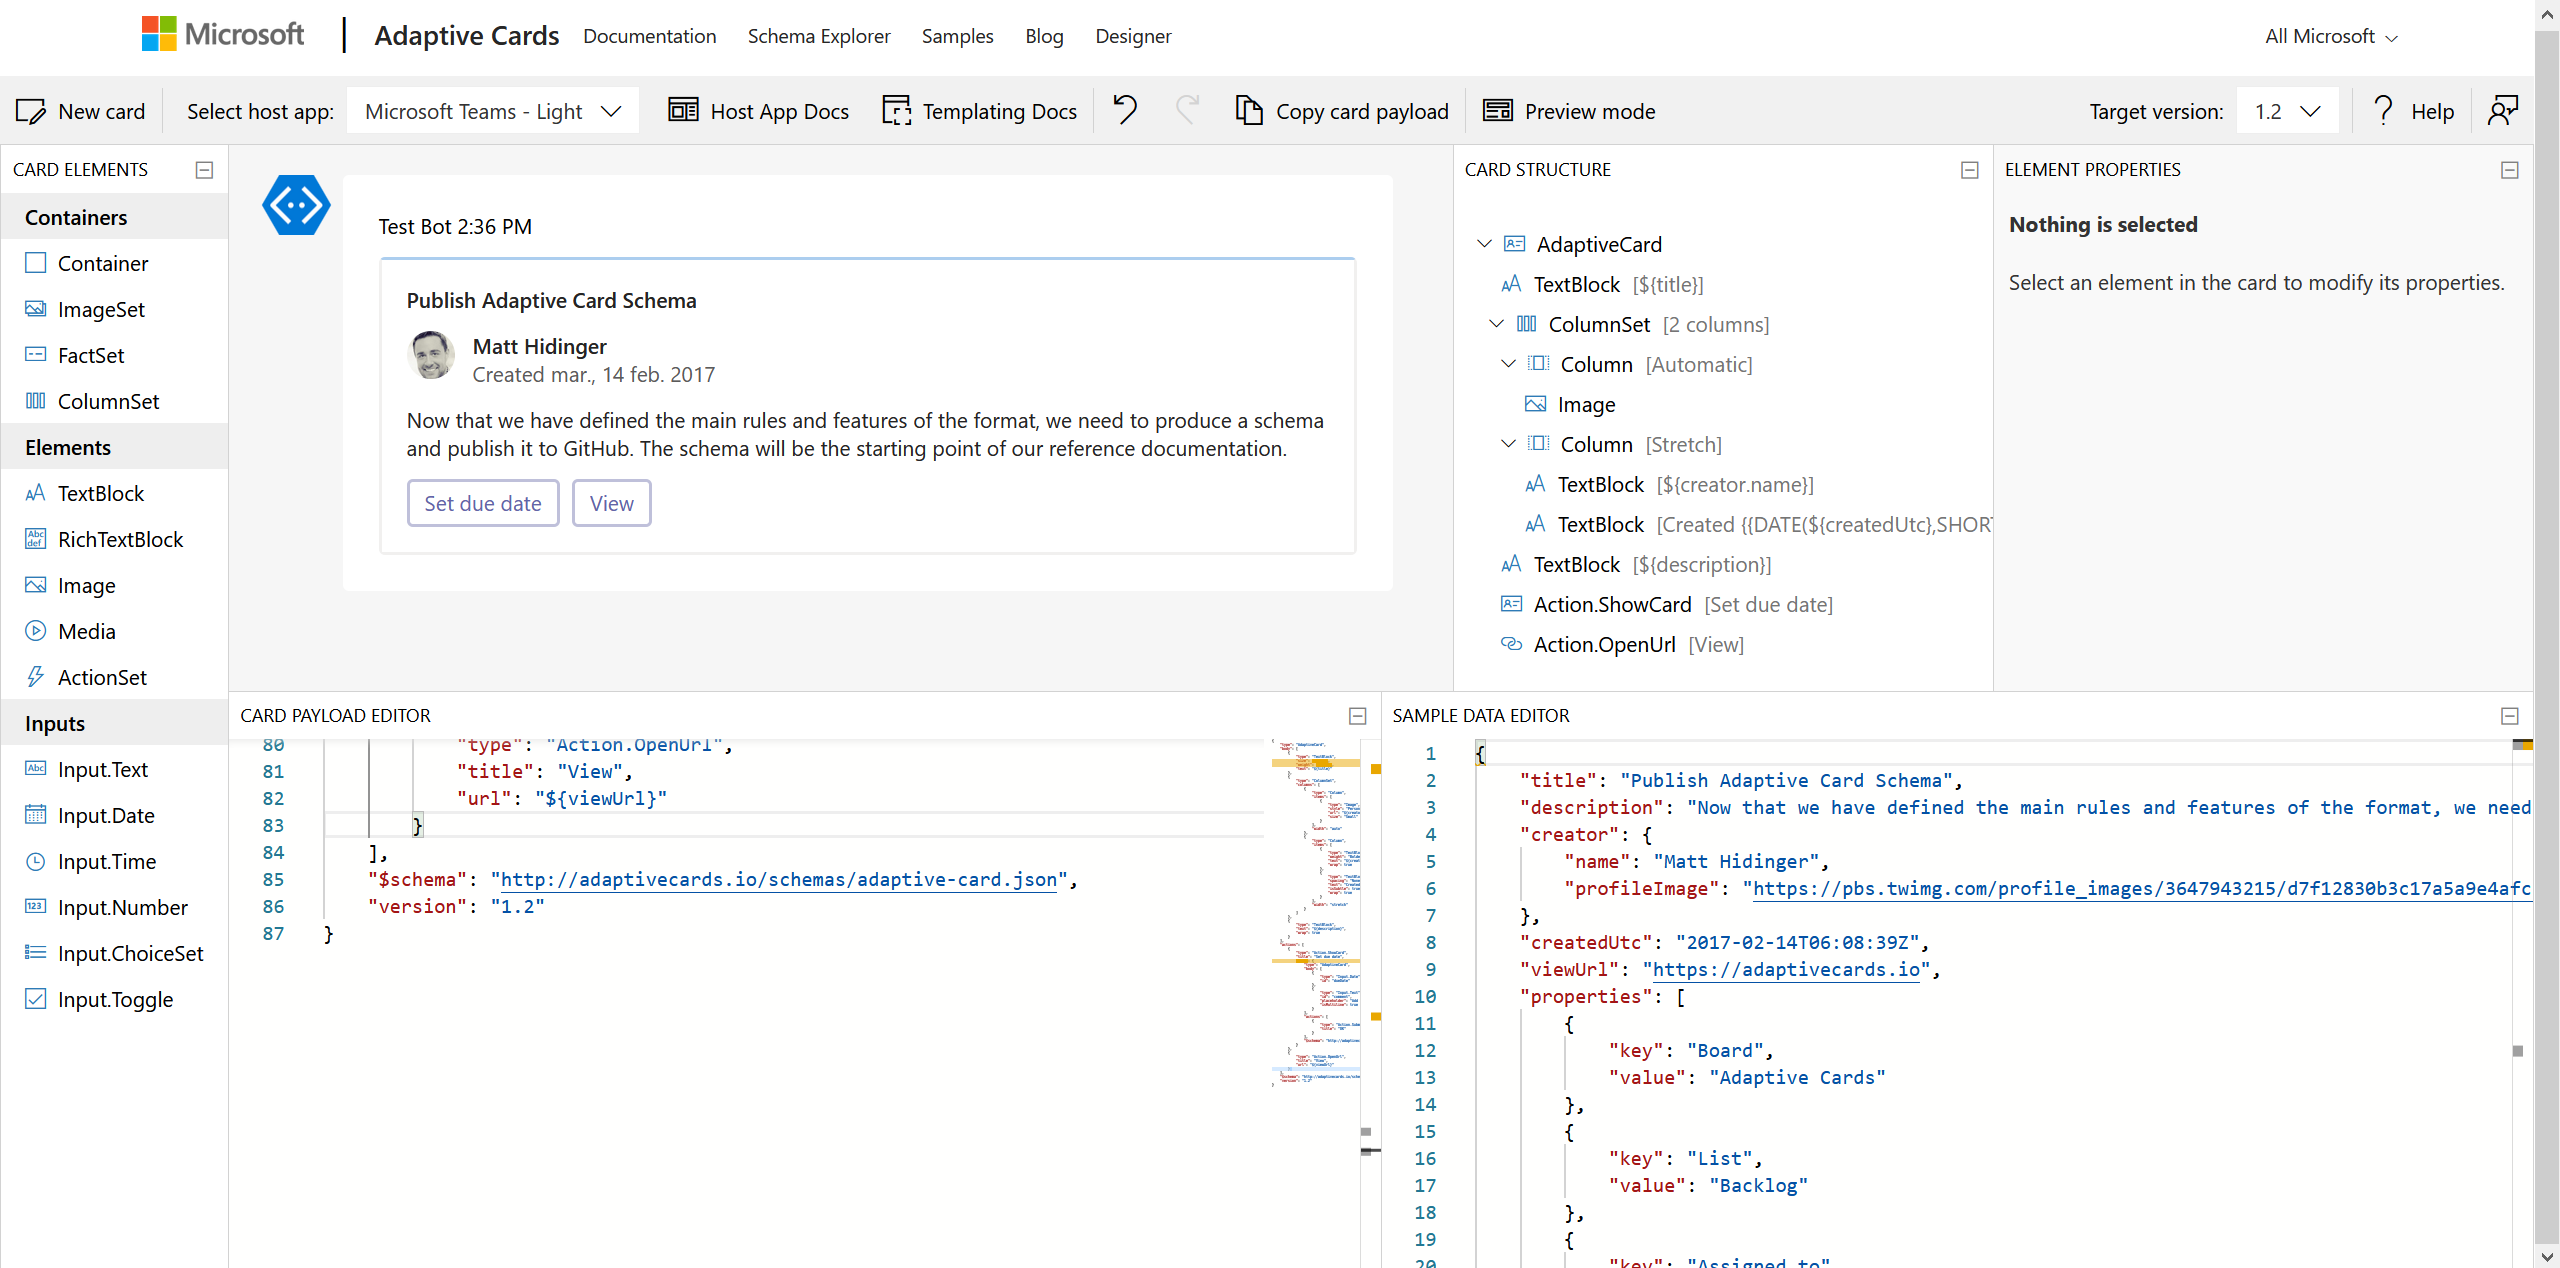 Microsoft | Adaptive Cards Documentation Schema Explorer Samples Blog Designer All Microsoft
New card Select host app: Microsoft Teams - Light Host App Docs Templating Docs Copy card payload Preview mode Target version: 1.2 Help
CARD ELEMENTS
Containers
Container
ImageSet
FactSet
ColumnSet
Elements
TextBlock
RichTextBlock
Image
Media
ActionSet
Inputs
Input.Text
Input.Date
Input.Time
Input.Number
Input.ChoiceSet
Input.Toggle
Test Bot 2:36 PM
Publish Adaptive Card Schema
Matt Hidinger
Created mar., 14 feb. 2017
Now that we have defined the main rules and features of the format, we need to produce a schema
and publish it to GitHub. The schema will be the starting point of our reference documentation.
Set due date View
CARD STRUCTURE
AdaptiveCard
TextBlock [${title}]
ColumnSet [2 columns]
Column [Automatic]
Image
Column [Stretch]
TextBlock [${creator.name}]
TextBlock [Created {{DATE(${createdUtc},SHORT
TextBlock [${description}]
Action.ShowCard [Set due date]
Action.OpenUrl [View]
ELEMENT PROPERTIES
Nothing is selected
Select an element in the card to modify its properties.
CARD PAYLOAD EDITOR
80 "type": "Action.OpenUrl",
81 "title": "View",
82 "url": "${viewUrl}"
83 }
84 ],
85 "$schema": "http://adaptivecards.io/schemas/adaptive-card.json",
86 "version": "1.2"
87 }
SAMPLE DATA EDITOR
1 {
2 "title": "Publish Adaptive Card Schema",
3 "description": "Now that we have defined the main rules and features of the format, we need
4 "creator": {
5 "name": "Matt Hidinger",
6 "profileImage": "https://pbs.twimg.com/profile_images/3647943215/d7f12830b3c17a5a9e4afc
7 },
8 "createdUtc": "2017-02-14T06:08:39Z",
9 "viewUrl": "https://adaptivecards.io",
10 "properties": [
11 {
12 "key": "Board",
13 "value": "Adaptive Cards"
14 },
15 {
16 "key": "List",
17 "value": "Backlog"
18 },
19 {
20 "key": "Assigned to"